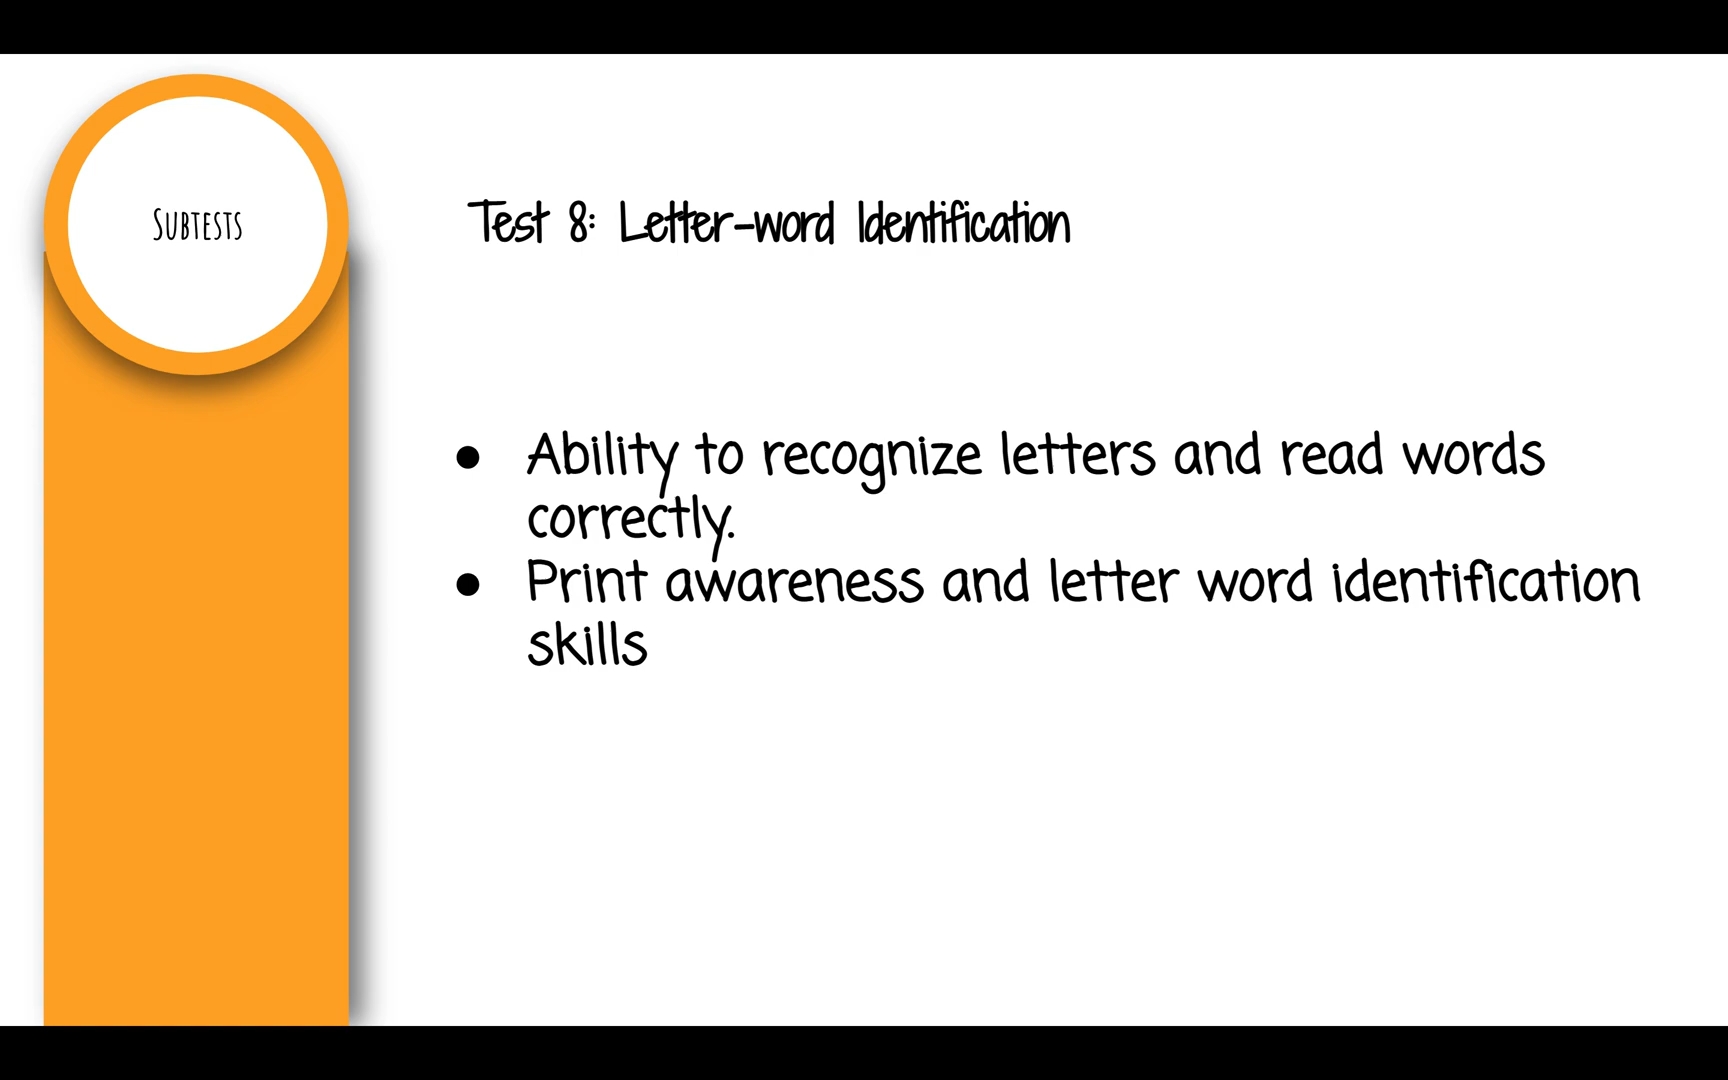 Subtests
Test 8: Letter-word Identification
● Ability to recognize letters and read words
correctly.
● Print awareness and letter word identification
skills